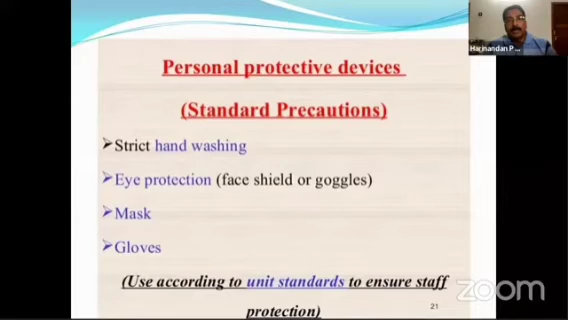 Personal protective devices
(Standard Precautions)
Strict hand washing
Eye protection (face shield or goggles)
Mask
Gloves
(Use according to unit standards to ensure staff
protection)
21
zoom
Harinandan P...